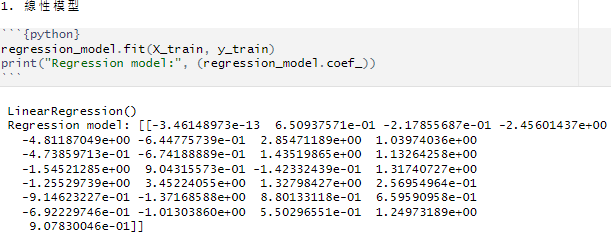 1. 線性模型
```{python}
regression_model.fit(X_train, y_train)
print("Regression model:", (regression_model.coef_))
```
LinearRegression()
Regression model: [[-3.46148973e-13 6.50937571e-01 -2.17855687e-01 -2.45601437e+00
-4.81187049e+00 -6.44775739e-01 2.85471189e+00 1.03974036e+00
-4.73859713e-01 -6.74188889e-01 1.43519865e+00 1.13264258e+00
-1.54521285e+00 9.04315573e-01 -1.42332439e-01 1.31740727e+00
-1.25529739e+00 3.45224055e+00 1.32798427e+00 2.56954964e-01
-9.14623227e-01 -1.37168588e+00 8.80133118e-01 6.59590958e-01
-6.92229746e-01 -1.01303860e+00 5.50296551e-01 1.24973189e+00
9.07830046e-01]]